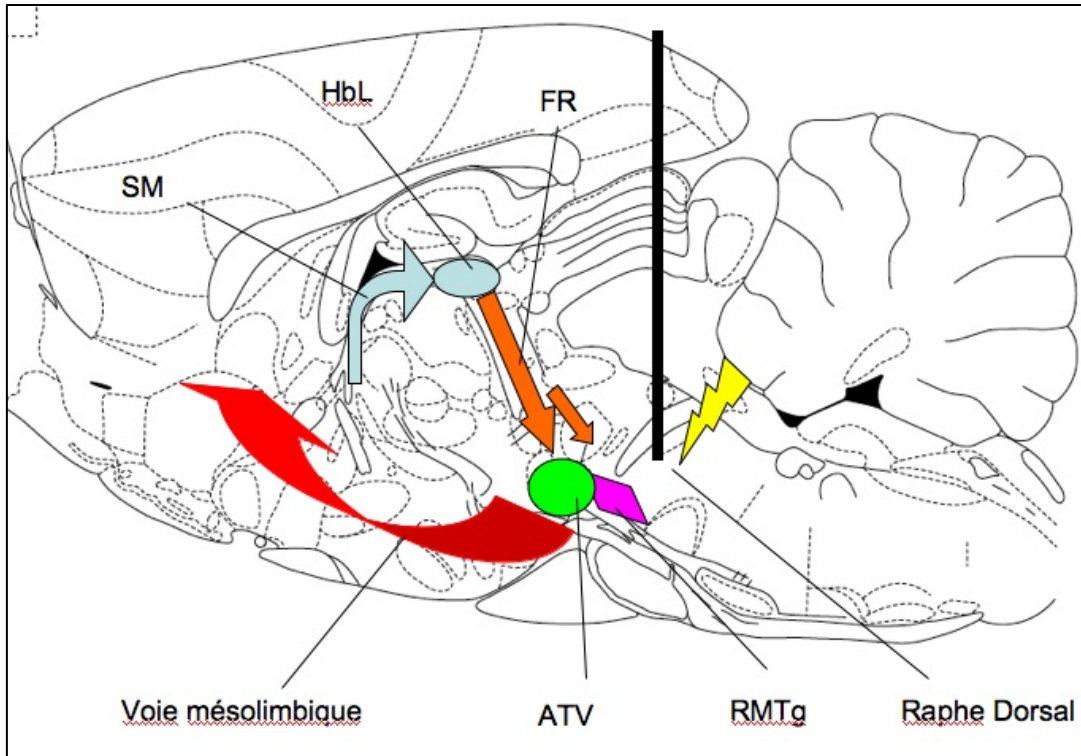 HbL
FR
SM
Voie mésolimbique
ATV
RMTg
Raphe Dorsal